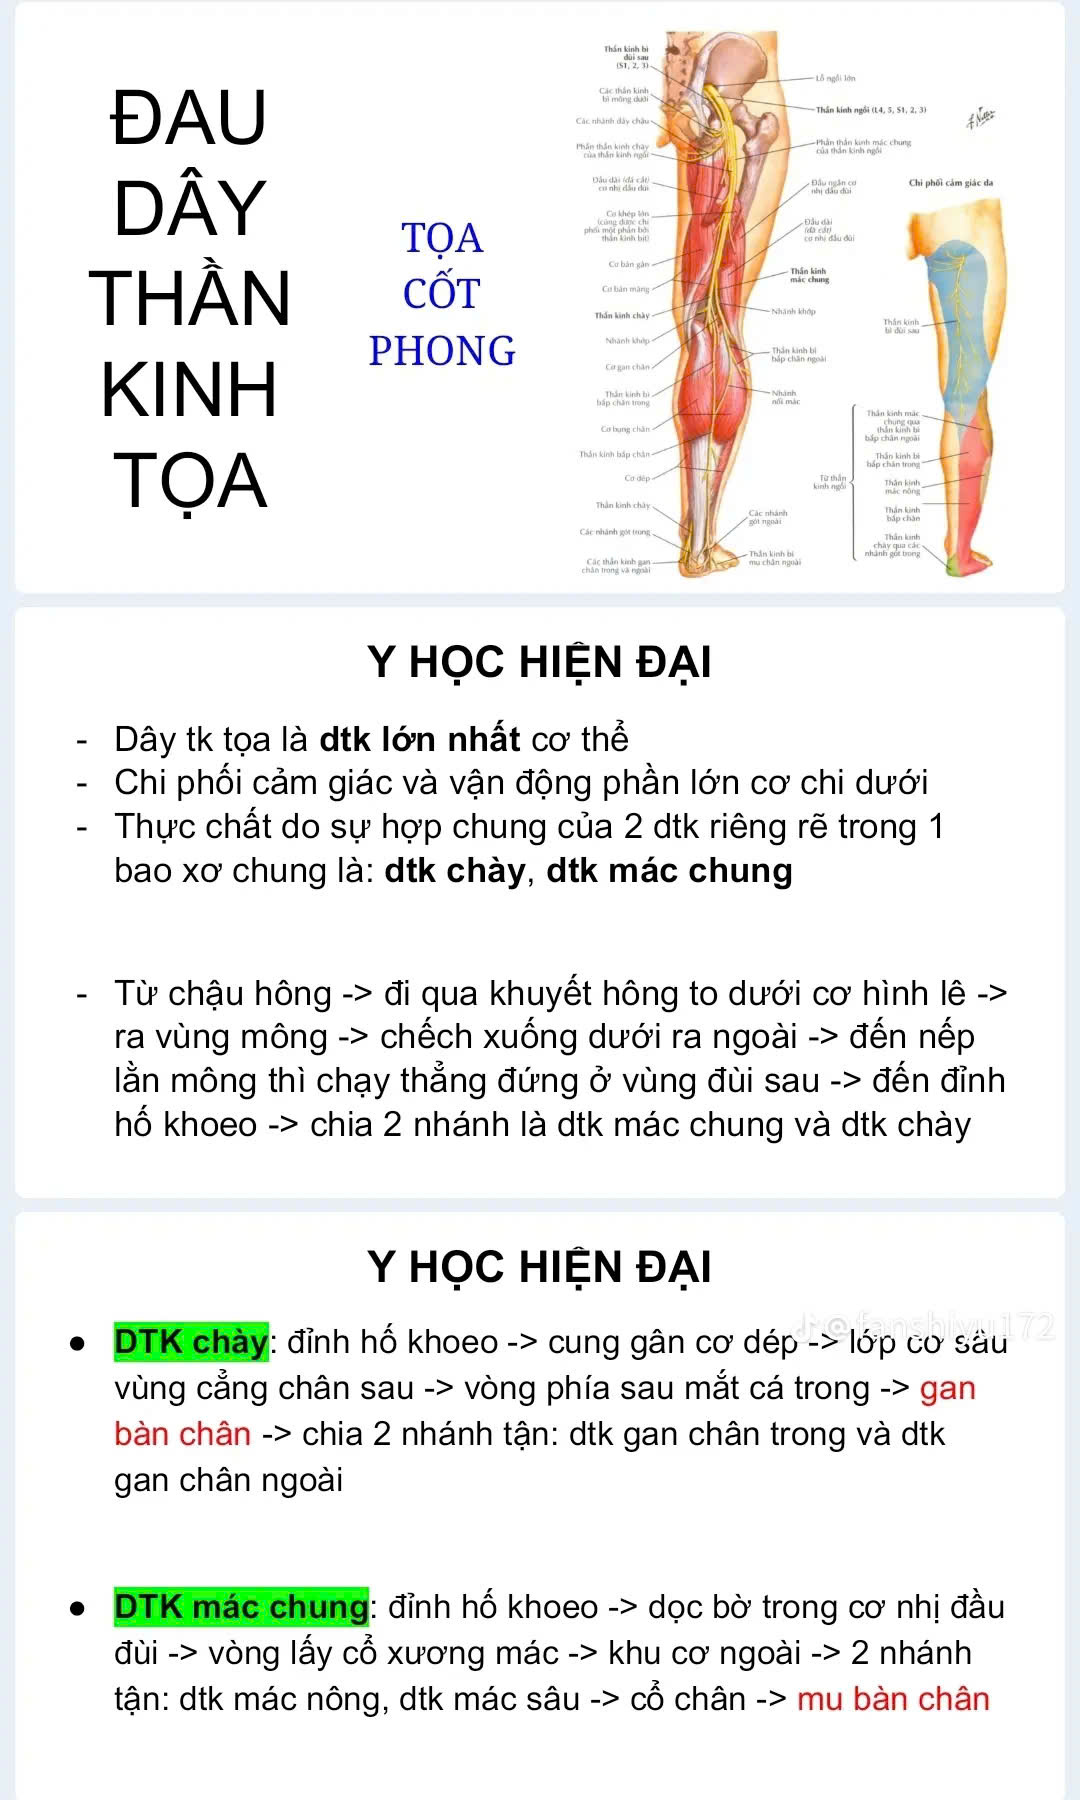 ĐAU
DÂY
THẦN
KINH
TỌA
TỌA
CỐT
PHONG
Thần kinh bì
đùi sau
(S1, 2, 3)
Các thần kinh
bì mông dưới
Các nhánh đáy chậu
Phần thần kinh chày
của thần kinh ngồi
Đầu dài (đã cắt)
cơ nhị đầu đùi
Cơ khép lớn
(cũng được chi
phối một phần bởi
thần kinh bịt)
Cơ bán gân
Cơ bán màng
Thần kinh chày
Nhánh khớp
Cơ gan chân
Thần kinh bì
bắp chân trong
Cơ bụng chân
Thần kinh bắp chân
Cơ dép
Thần kinh chày
Các nhánh gót trong
Các thần kinh gan
chân trong và ngoài
Lỗ ngồi lớn
Thần kinh ngồi (L4, 5, S1, 2, 3)
Phần thần kinh mác chung
của thần kinh ngồi
Đầu ngắn cơ
nhị đầu đùi
Đầu dài
(đã cắt)
cơ nhị đầu đùi
Thần kinh
mác chung
Nhánh khớp
Thần kinh bì
bắp chân ngoài
Nhánh
nối mác
Các nhánh
gót ngoài
Thần kinh bì
mu chân ngoài
Chi phối cảm giác da
Thần kinh
bì đùi sau
Từ thần
kinh ngồi
Thần kinh mác
chung qua
thần kinh bì
bắp chân ngoài
Thần kinh bì
bắp chân trong
Thần kinh
mác nông
Thần kinh
bắp chân
Thần kinh
chày qua các
nhánh gót trong
Y HỌC HIỆN ĐẠI
- Dây tk tọa là dtk lớn nhất cơ thể
- Chi phối cảm giác và vận động phần lớn cơ chi dưới
- Thực chất do sự hợp chung của 2 dtk riêng rẽ trong 1
bao xơ chung là: dtk chày, dtk mác chung
- Từ chậu hông -> đi qua khuyết hông to dưới cơ hình lê ->
ra vùng mông -> chếch xuống dưới ra ngoài -> đến nếp
lằn mông thì chạy thẳng đứng ở vùng đùi sau -> đến đỉnh
hố khoeo -> chia 2 nhánh là dtk mác chung và dtk chày
Y HỌC HIỆN ĐẠI
@fanshiyu172
● DTK chày: đỉnh hố khoeo -> cung gân cơ dép -> lớp cơ sâu
vùng cẳng chân sau -> vòng phía sau mắt cá trong -> gan
bàn chân -> chia 2 nhánh tận: dtk gan chân trong và dtk
gan chân ngoài
● DTK mác chung: đỉnh hố khoeo -> dọc bờ trong cơ nhị đầu
đùi -> vòng lấy cổ xương mác -> khu cơ ngoài -> 2 nhánh
tận: dtk mác nông, dtk mác sâu -> cổ chân -> mu bàn chân